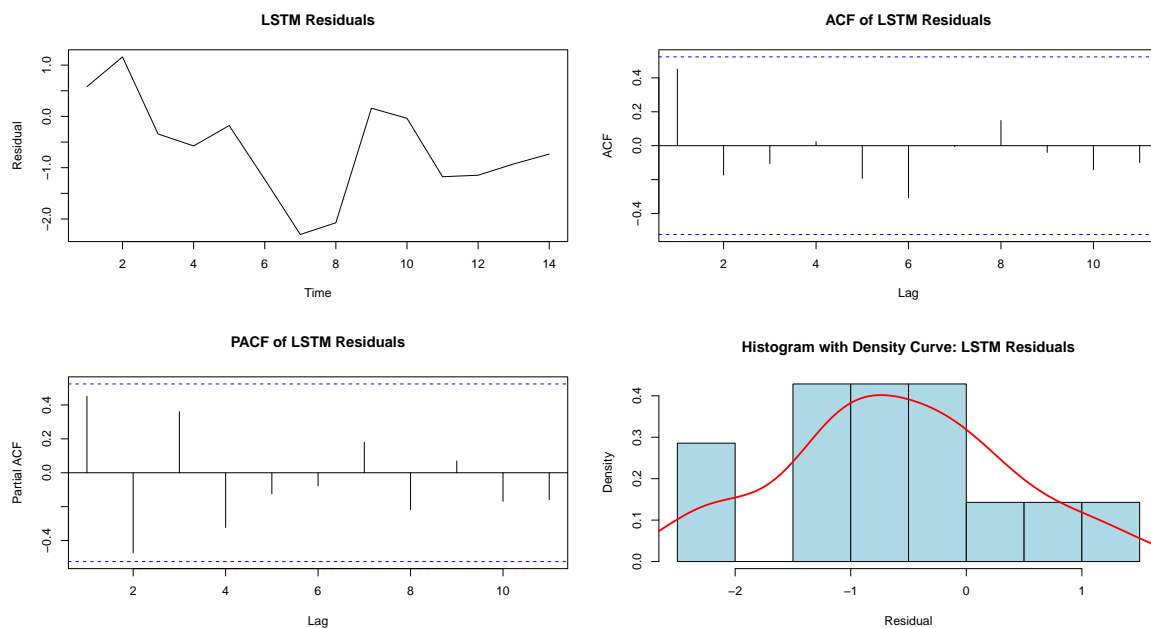 LSTM Residuals
Residual
1.0
0.0
−1.0
−2.0
2 4 6 8 10 12 14
Time
ACF of LSTM Residuals
ACF
0.4
0.2
0.0
−0.4
2 4 6 8 10
Lag
PACF of LSTM Residuals
Partial ACF
0.4
0.2
0.0
−0.4
2 4 6 8 10
Lag
Histogram with Density Curve: LSTM Residuals
Density
0.4
0.3
0.2
0.1
0.0
−2 −1 0 1
Residual